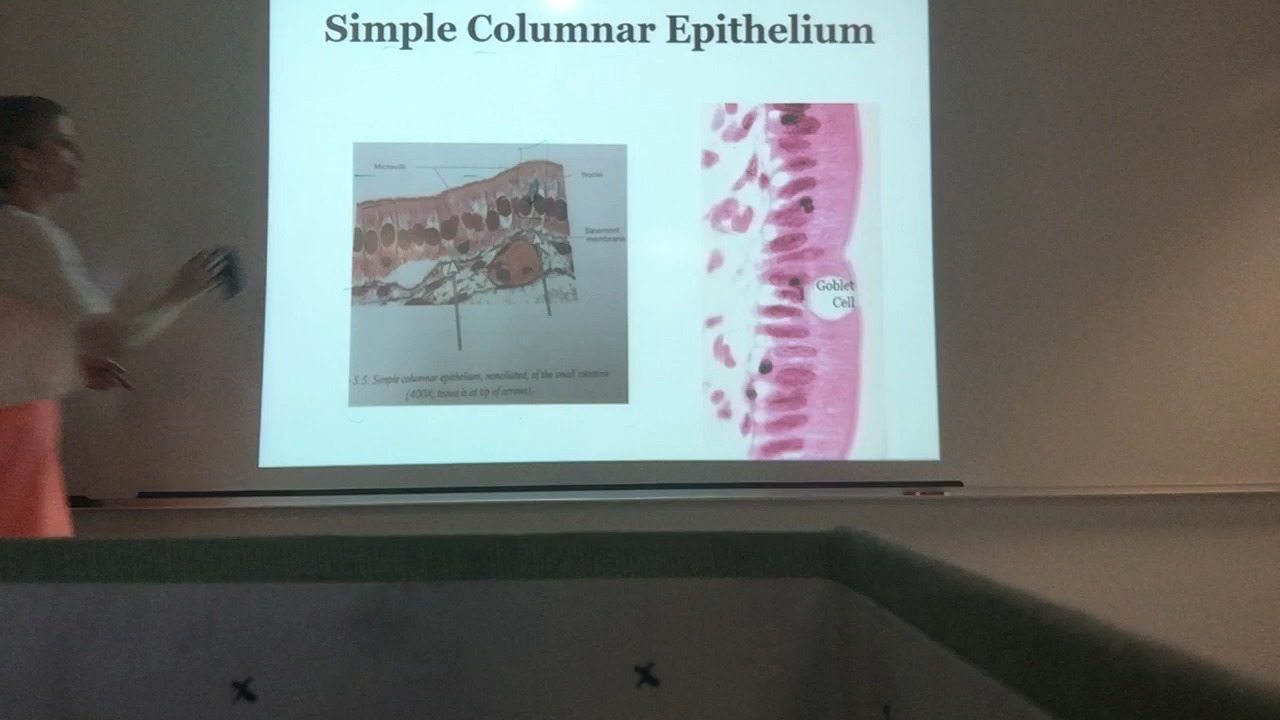 Simple Columnar Epithelium
Microvilli
Nuclei
Basement
membrane
Goblet
Cell
5.5. Simple columnar epithelium, nonciliated, of the small intestine
(400X; tissue is at tip of arrows).